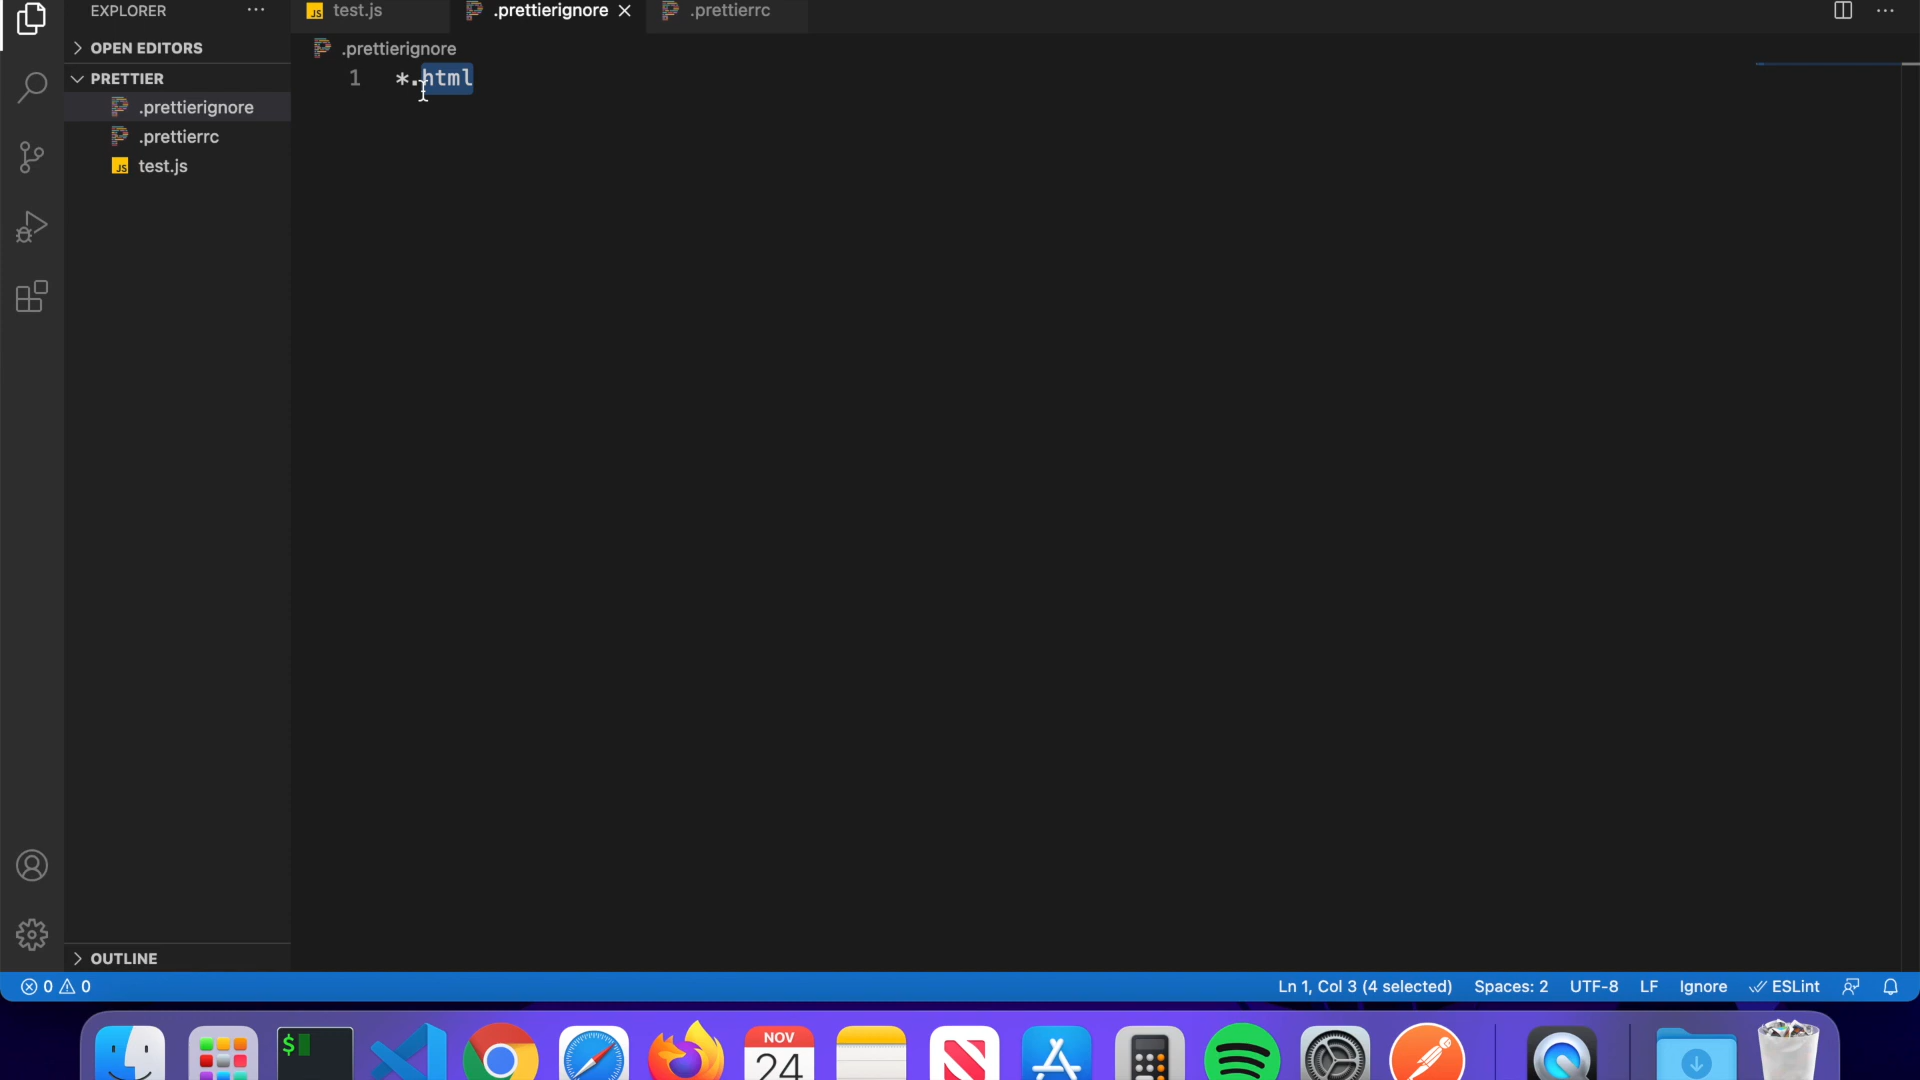 EXPLORER
test.js
.prettierignore
.prettierrc
OPEN EDITORS
.prettierignore
PRETTIER
1 *.html
.prettierignore
.prettierrc
JS test.js
OUTLINE
0 0
Ln 1, Col 3 (4 selected) Spaces: 2 UTF-8 LF Ignore ESLint
$
NOV
24